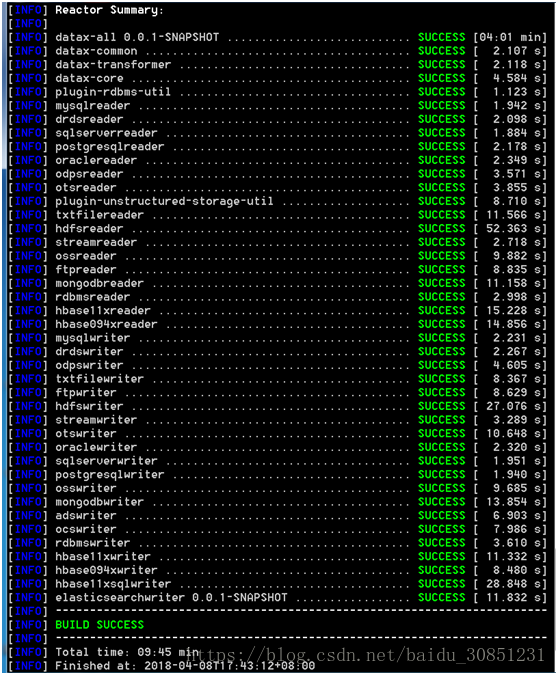 [INFO] Reactor Summary:
[INFO]
[INFO] datax-all 0.0.1-SNAPSHOT ........................... SUCCESS [04:01 min]
[INFO] datax-common ....................................... SUCCESS [  2.107 s]
[INFO] datax-transformer .................................. SUCCESS [  2.118 s]
[INFO] datax-core ......................................... SUCCESS [  4.584 s]
[INFO] plugin-rdbms-util .................................. SUCCESS [  1.123 s]
[INFO] mysqlreader ........................................ SUCCESS [  1.942 s]
[INFO] drdsreader ......................................... SUCCESS [  2.098 s]
[INFO] sqlserverreader .................................... SUCCESS [  1.884 s]
[INFO] postgresqlreader ................................... SUCCESS [  2.178 s]
[INFO] oraclereader ....................................... SUCCESS [  2.349 s]
[INFO] odpsreader ......................................... SUCCESS [  3.571 s]
[INFO] otsreader .......................................... SUCCESS [  3.855 s]
[INFO] plugin-unstructured-storage-util ................... SUCCESS [  8.710 s]
[INFO] txtfilereader ...................................... SUCCESS [ 11.566 s]
[INFO] hdfsreader ......................................... SUCCESS [ 52.363 s]
[INFO] streamreader ....................................... SUCCESS [  2.718 s]
[INFO] ossreader .......................................... SUCCESS [  9.882 s]
[INFO] ftpreader .......................................... SUCCESS [  8.835 s]
[INFO] mongodbreader ...................................... SUCCESS [ 11.158 s]
[INFO] rdbmsreader ........................................ SUCCESS [  2.998 s]
[INFO] hbase11xreader ..................................... SUCCESS [ 15.228 s]
[INFO] hbase094xreader .................................... SUCCESS [ 14.856 s]
[INFO] mysqlwriter ........................................ SUCCESS [  2.231 s]
[INFO] drdswriter ......................................... SUCCESS [  2.267 s]
[INFO] odpswriter ......................................... SUCCESS [  4.605 s]
[INFO] txtfilewriter ...................................... SUCCESS [  8.367 s]
[INFO] ftpwriter .......................................... SUCCESS [  8.629 s]
[INFO] hdfswriter ......................................... SUCCESS [ 27.076 s]
[INFO] streamwriter ....................................... SUCCESS [  3.289 s]
[INFO] otswriter .......................................... SUCCESS [ 10.648 s]
[INFO] oraclewriter ....................................... SUCCESS [  2.320 s]
[INFO] sqlserverwriter .................................... SUCCESS [  1.951 s]
[INFO] postgresqlwriter ................................... SUCCESS [  1.940 s]
[INFO] osswriter .......................................... SUCCESS [  9.685 s]
[INFO] mongodbwriter ...................................... SUCCESS [ 13.854 s]
[INFO] adswriter .......................................... SUCCESS [  6.903 s]
[INFO] ocswriter .......................................... SUCCESS [  7.986 s]
[INFO] rdbmswriter ........................................ SUCCESS [  3.610 s]
[INFO] hbase11xwriter ..................................... SUCCESS [ 11.332 s]
[INFO] hbase094xwriter .................................... SUCCESS [  8.480 s]
[INFO] hbase11xsqlwriter .................................. SUCCESS [ 28.848 s]
[INFO] elasticsearchwriter 0.0.1-SNAPSHOT ................. SUCCESS [ 11.832 s]
[INFO] ------------------------------------------------------------------------
[INFO] BUILD SUCCESS
[INFO] ------------------------------------------------------------------------
[INFO] Total time: 09:45 min
https://blog.csdn.net/baidu_30851231
[INFO] Finished at: 2018-04-08T17:43:12+08:00